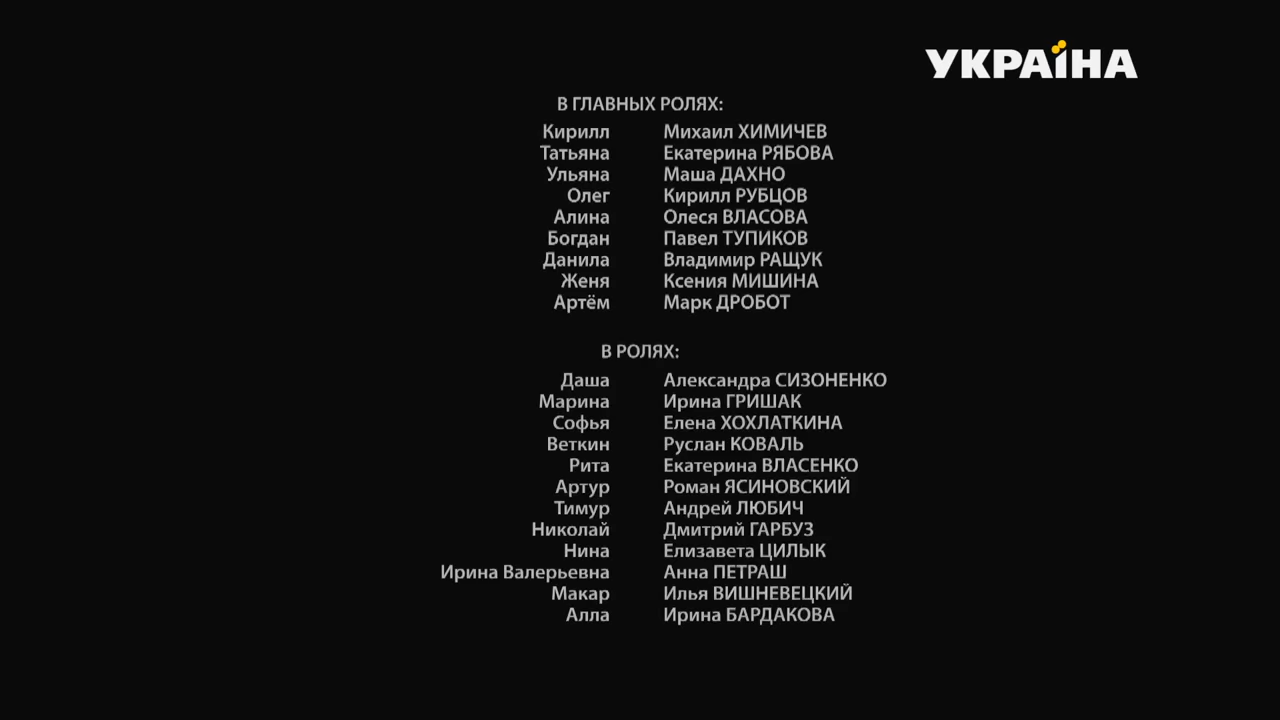 УКРАЇНА
В ГЛАВНЫХ РОЛЯХ:
Кирилл Михаил ХИМИЧЕВ
Татьяна Екатерина РЯБОВА
Ульяна Маша ДАХНО
Олег Кирилл РУБЦОВ
Алина Олеся ВЛАСОВА
Богдан Павел ТУПИКОВ
Данила Владимир РАЩУК
Женя Ксения МИШИНА
Артём Марк ДРОБОТ
В РОЛЯХ:
Даша Александра СИЗОНЕНКО
Марина Ирина ГРИШАК
Софья Елена ХОХЛАТКИНА
Веткин Руслан КОВАЛЬ
Рита Екатерина ВЛАСЕНКО
Артур Роман ЯСИНОВСКИЙ
Тимур Андрей ЛЮБИЧ
Николай Дмитрий ГАРБУЗ
Нина Елизавета ЦИЛЫК
Ирина Валерьевна Анна ПЕТРАШ
Макар Илья ВИШНЕВЕЦКИЙ
Алла Ирина БАРДАКОВА